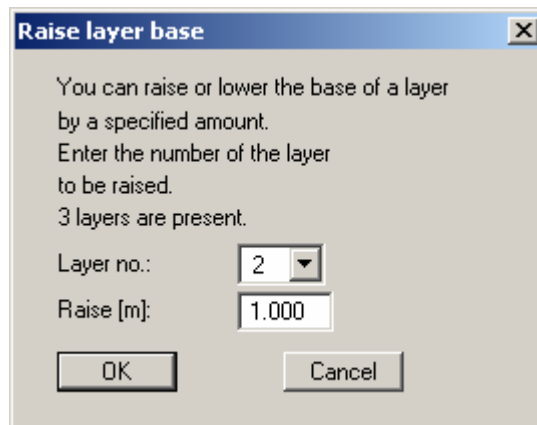 Raise layer base
You can raise or lower the base of a layer
by a specified amount.
Enter the number of the layer
to be raised.
3 layers are present.
Layer no.: 2
Raise [m]: 1.000
OK Cancel